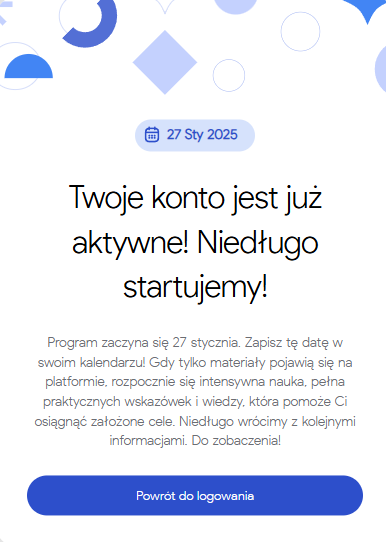 27 Sty 2025
Twoje konto jest już
aktywne! Niedługo
startujemy!
Program zaczyna się 27 stycznia. Zapisz tę datę w
swoim kalendarzu! Gdy tylko materiały pojawią się na
platformie, rozpocznie się intensywna nauka, pełna
praktycznych wskazówek i wiedzy, która pomoże Ci
osiągnąć założone cele. Niedługo wrócimy z kolejnymi
informacjami. Do zobaczenia!
Powrót do logowania